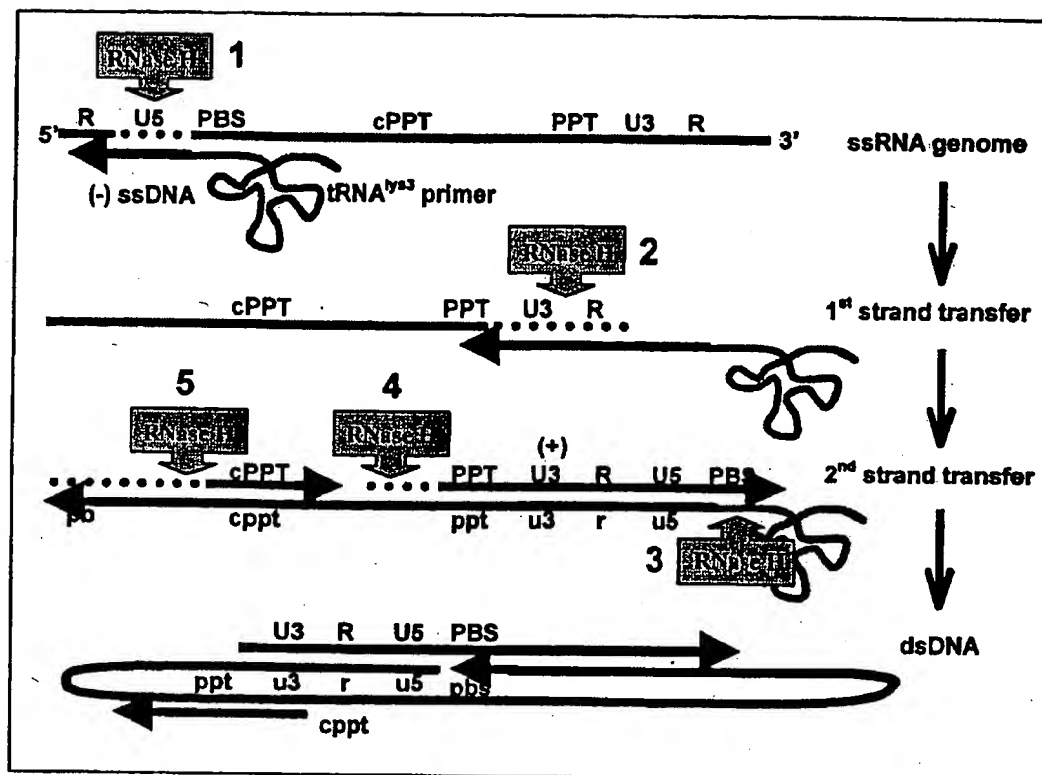 RNase H 1
R U5 PBS cPPT PPT U3 R
5' 3' ssRNA genome
(-) ssDNA tRNAlys3 primer
RNase H 2
cPPT PPT U3 R 1st strand transfer
5 4
RNase H RNase H (+)
cPPT PPT U3 R U5 PBS 2nd strand transfer
pb cppt ppt u3 r u5
3 RNase H
U3 R U5 PBS dsDNA
ppt u3 r u5 pbs
cppt